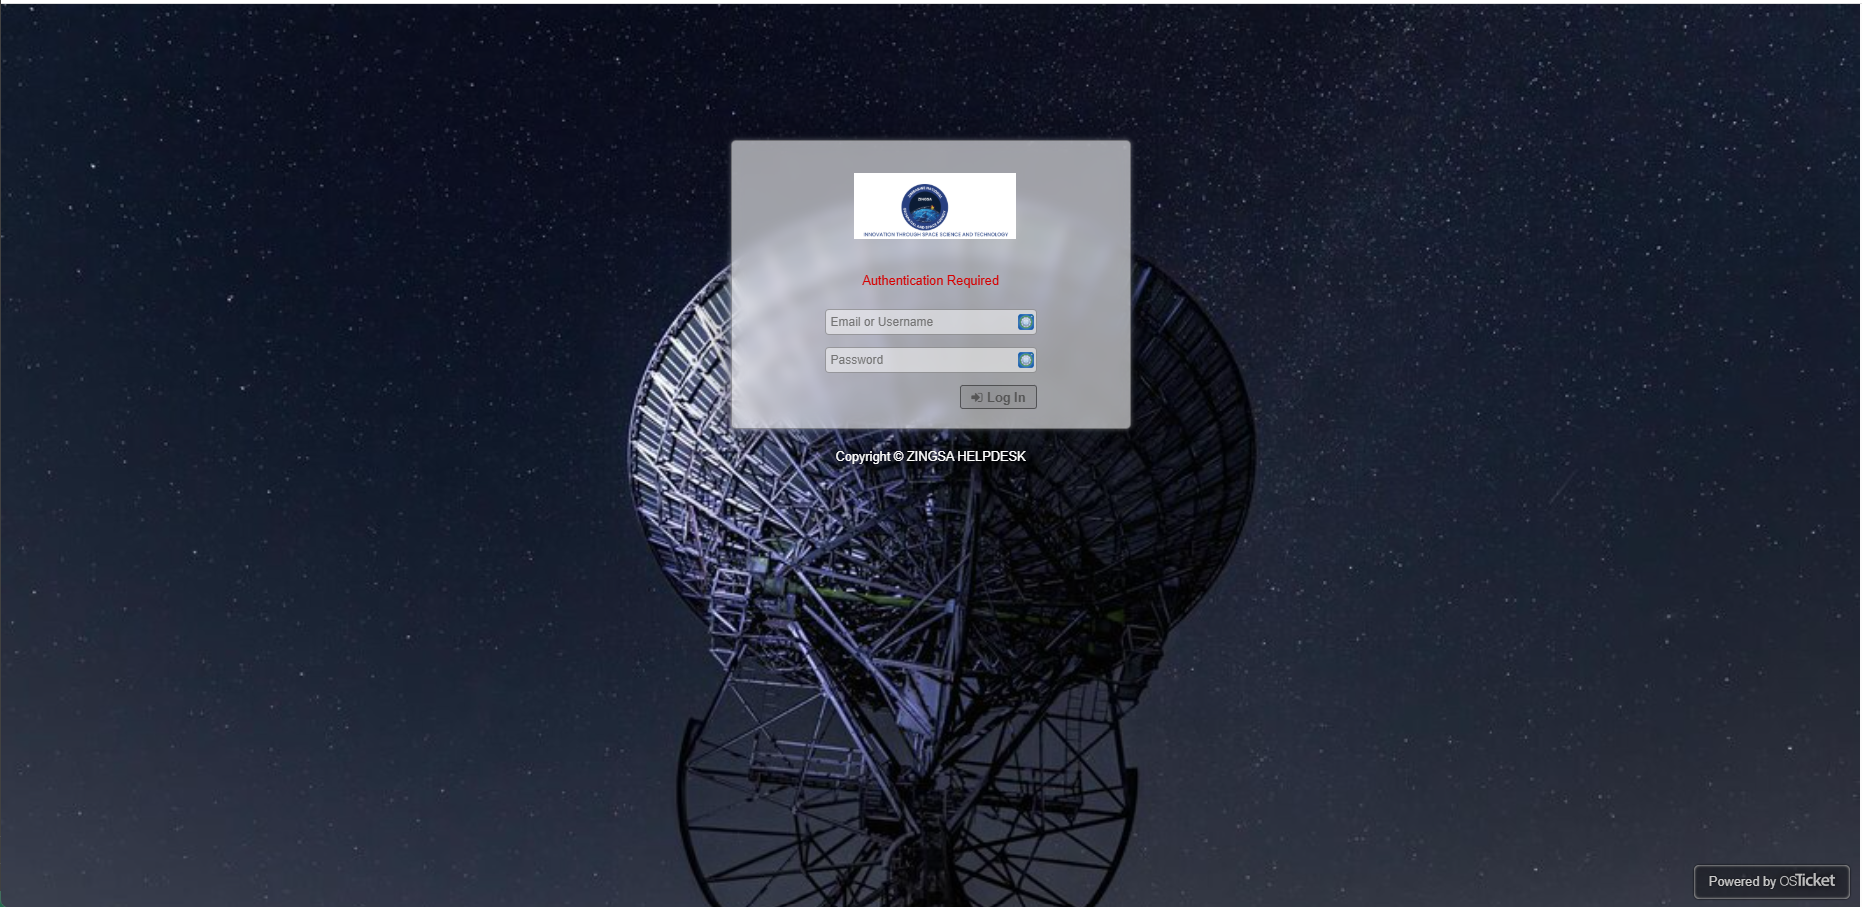 ZINGSA
INNOVATION THROUGH SPACE SCIENCE AND TECHNOLOGY
Authentication Required
Email or Username
Password
Log In
Copyright © ZINGSA HELPDESK
Powered by osTicket